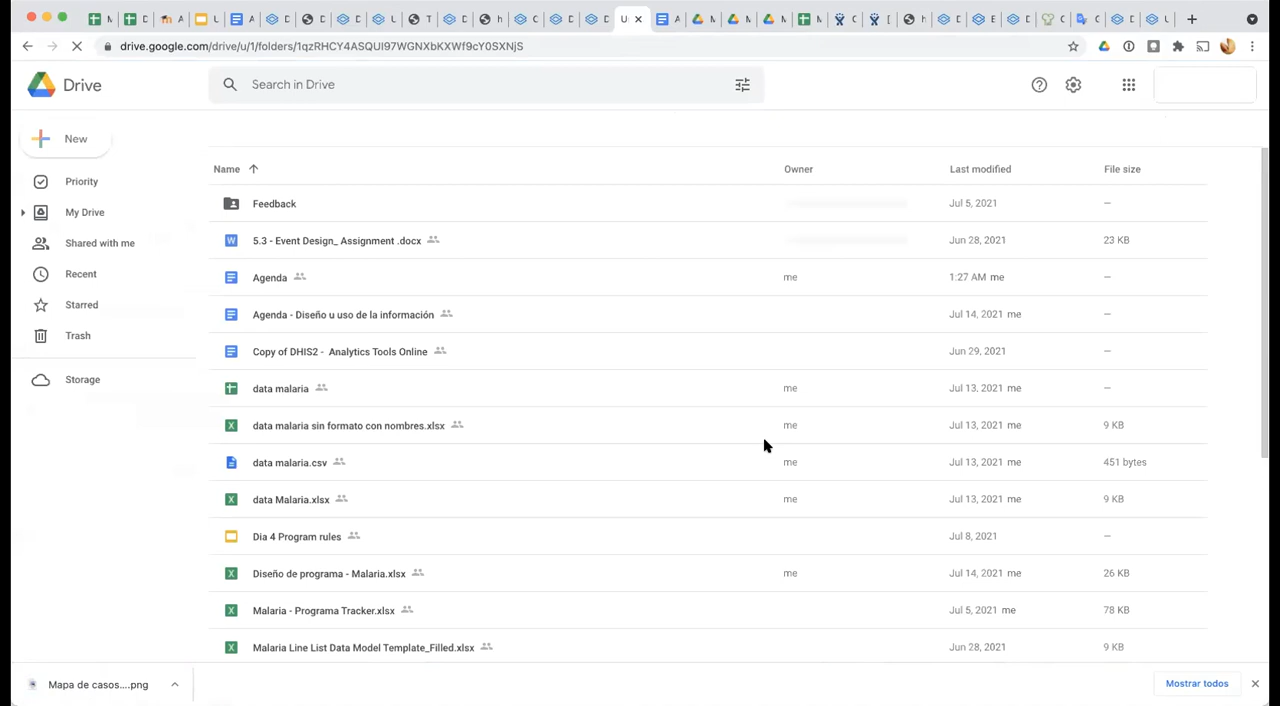 drive.google.com/drive/u/1/folders/1qzRHCY4ASQUI97WGNXbKXWf9cY0SXNjS
Drive
Search in Drive
New
Priority
My Drive
Shared with me
Recent
Starred
Trash
Storage
Name Owner Last modified File size
Feedback Jul 5, 2021 –
5.3 - Event Design_ Assignment .docx Jun 28, 2021 23 KB
Agenda me 1:27 AM me –
Agenda - Diseño u uso de la información Jul 14, 2021 me –
Copy of DHIS2 - Analytics Tools Online Jun 29, 2021 –
data malaria me Jul 13, 2021 me –
data malaria sin formato con nombres.xlsx me Jul 13, 2021 me 9 KB
data malaria.csv me Jul 13, 2021 me 451 bytes
data Malaria.xlsx me Jul 13, 2021 me 9 KB
Dia 4 Program rules Jul 8, 2021 –
Diseño de programa - Malaria.xlsx me Jul 14, 2021 me 26 KB
Malaria - Programa Tracker.xlsx Jul 5, 2021 me 78 KB
Malaria Line List Data Model Template_Filled.xlsx Jun 28, 2021 9 KB
Mapa de casos....png
Mostrar todos